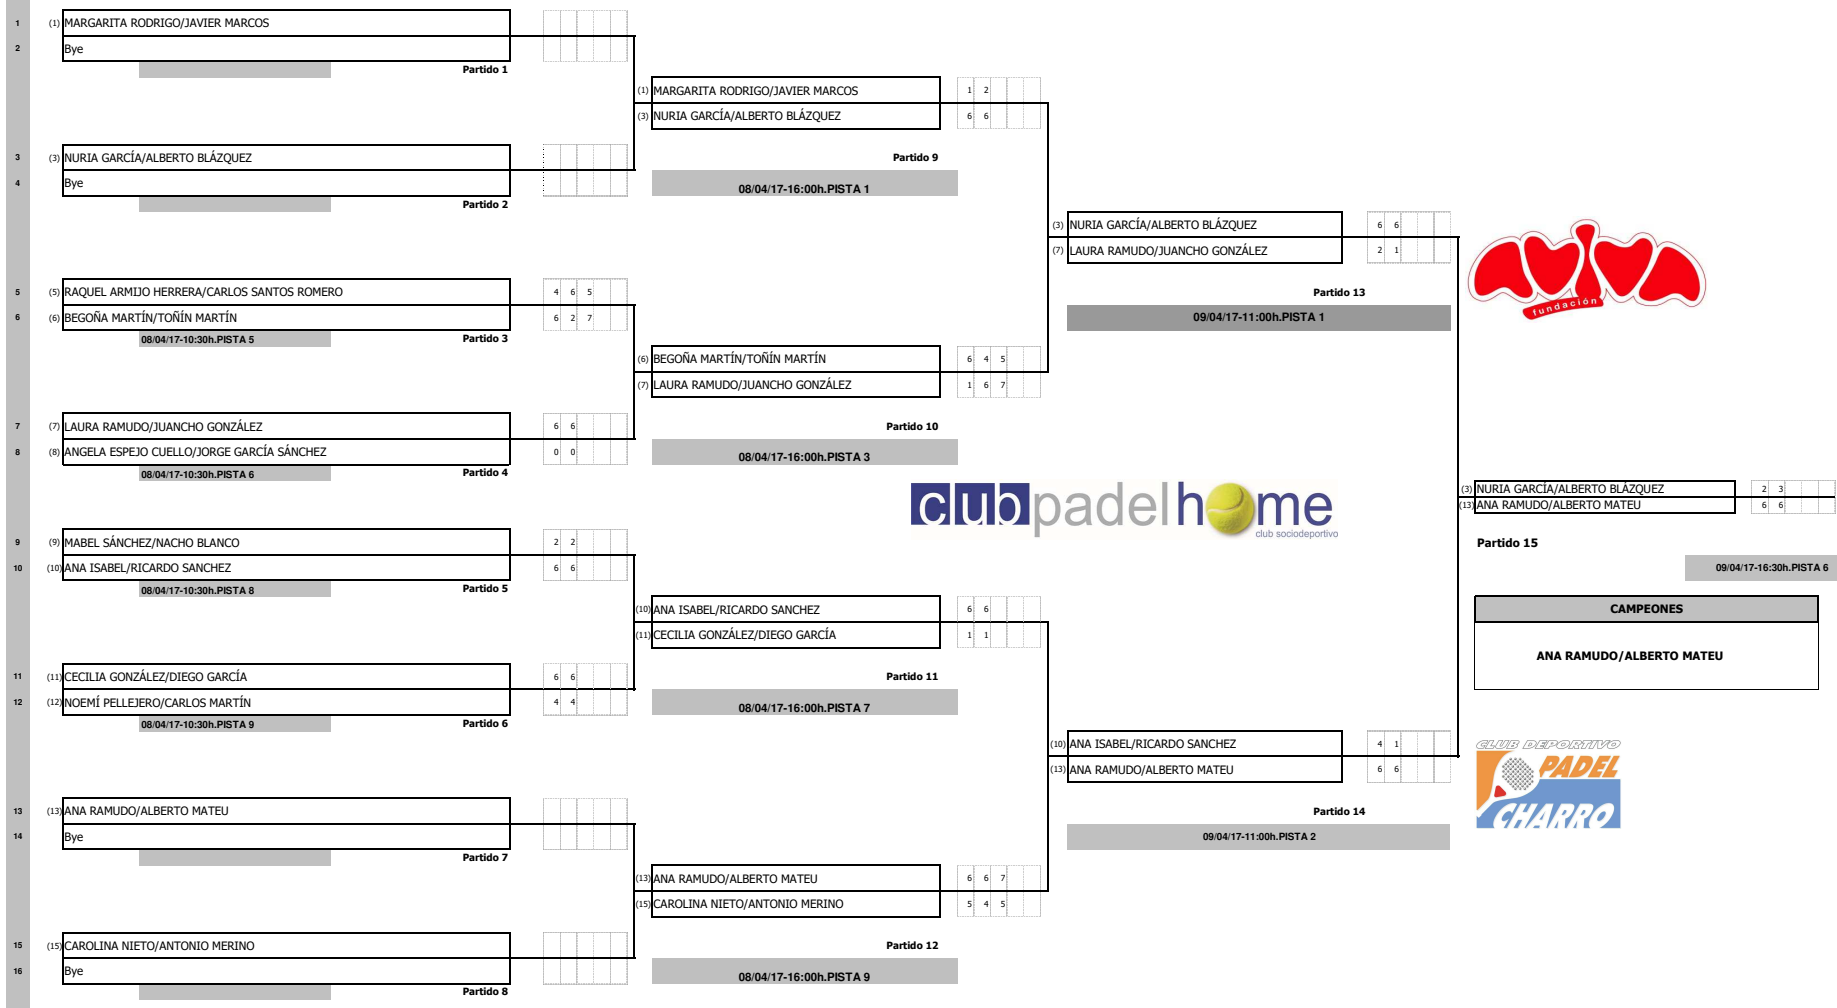 1 (1) MARGARITA RODRIGO/JAVIER MARCOS
2 Bye
Partido 1
(1) MARGARITA RODRIGO/JAVIER MARCOS 1 2
(3) NURIA GARCÍA/ALBERTO BLÁZQUEZ 6 6
Partido 9
08/04/17-16:00h.PISTA 1
3 (3) NURIA GARCÍA/ALBERTO BLÁZQUEZ
4 Bye
Partido 2
(3) NURIA GARCÍA/ALBERTO BLÁZQUEZ 6 6
(7) LAURA RAMUDO/JUANCHO GONZÁLEZ 2 1
Partido 13
09/04/17-11:00h.PISTA 1
aviva
fundación
5 (5) RAQUEL ARMIJO HERRERA/CARLOS SANTOS ROMERO 4 6 5
6 (6) BEGOÑA MARTÍN/TOÑÍN MARTÍN 6 2 7
08/04/17-10:30h.PISTA 5 Partido 3
(6) BEGOÑA MARTÍN/TOÑÍN MARTÍN 6 4 5
(7) LAURA RAMUDO/JUANCHO GONZÁLEZ 1 6 7
Partido 10
08/04/17-16:00h.PISTA 3
7 (7) LAURA RAMUDO/JUANCHO GONZÁLEZ 6 6
8 (8) ANGELA ESPEJO CUELLO/JORGE GARCÍA SÁNCHEZ 0 0
08/04/17-10:30h.PISTA 6 Partido 4
clubpadelhome
club sociodeportivo
(3) NURIA GARCÍA/ALBERTO BLÁZQUEZ 2 3
(13) ANA RAMUDO/ALBERTO MATEU 6 6
Partido 15
09/04/17-16:30h.PISTA 6
CAMPEONES
ANA RAMUDO/ALBERTO MATEU
9 (9) MABEL SÁNCHEZ/NACHO BLANCO 2 2
10 (10) ANA ISABEL/RICARDO SANCHEZ 6 6
08/04/17-10:30h.PISTA 8 Partido 5
(10) ANA ISABEL/RICARDO SANCHEZ 6 6
(11) CECILIA GONZÁLEZ/DIEGO GARCÍA 1 1
Partido 11
08/04/17-16:00h.PISTA 7
11 (11) CECILIA GONZÁLEZ/DIEGO GARCÍA 6 6
12 (12) NOEMÍ PELLEJERO/CARLOS MARTÍN 4 4
08/04/17-10:30h.PISTA 9 Partido 6
(10) ANA ISABEL/RICARDO SANCHEZ 4 1
(13) ANA RAMUDO/ALBERTO MATEU 6 6
Partido 14
09/04/17-11:00h.PISTA 2
CLUB DEPORTIVO
PADEL
CHARRO
13 (13) ANA RAMUDO/ALBERTO MATEU
14 Bye
Partido 7
(13) ANA RAMUDO/ALBERTO MATEU 6 6 7
(15) CAROLINA NIETO/ANTONIO MERINO 5 4 5
Partido 12
08/04/17-16:00h.PISTA 9
15 (15) CAROLINA NIETO/ANTONIO MERINO
16 Bye
Partido 8